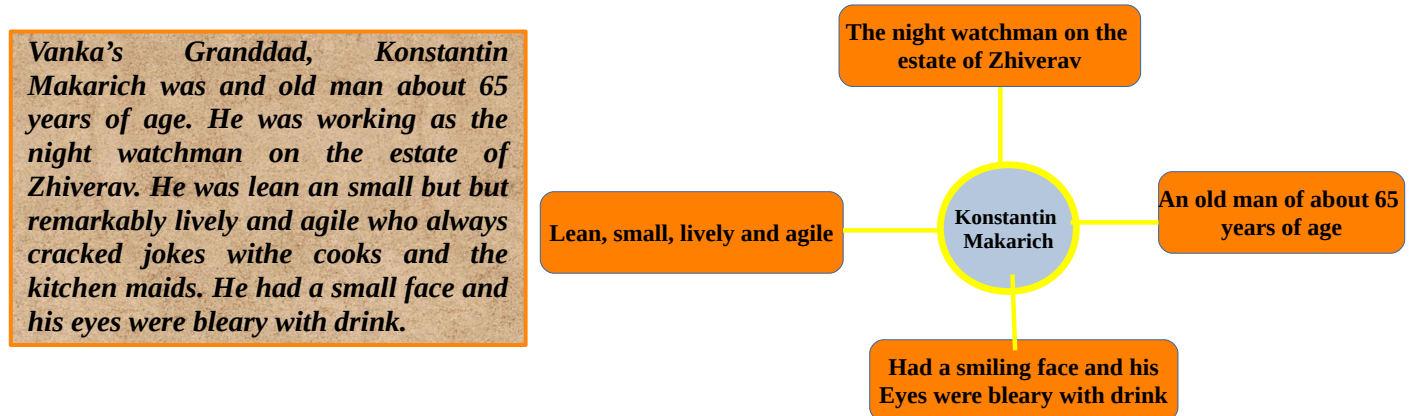 Vanka’s Granddad, Konstantin
Makarich was and old man about 65
years of age. He was working as the
night watchman on the estate of
Zhiverav. He was lean an small but but
remarkably lively and agile who always
cracked jokes withe cooks and the
kitchen maids. He had a small face and
his eyes were bleary with drink.
The night watchman on the
estate of Zhiverav
Lean, small, lively and agile
Konstantin
Makarich
An old man of about 65
years of age
Had a smiling face and his
Eyes were bleary with drink